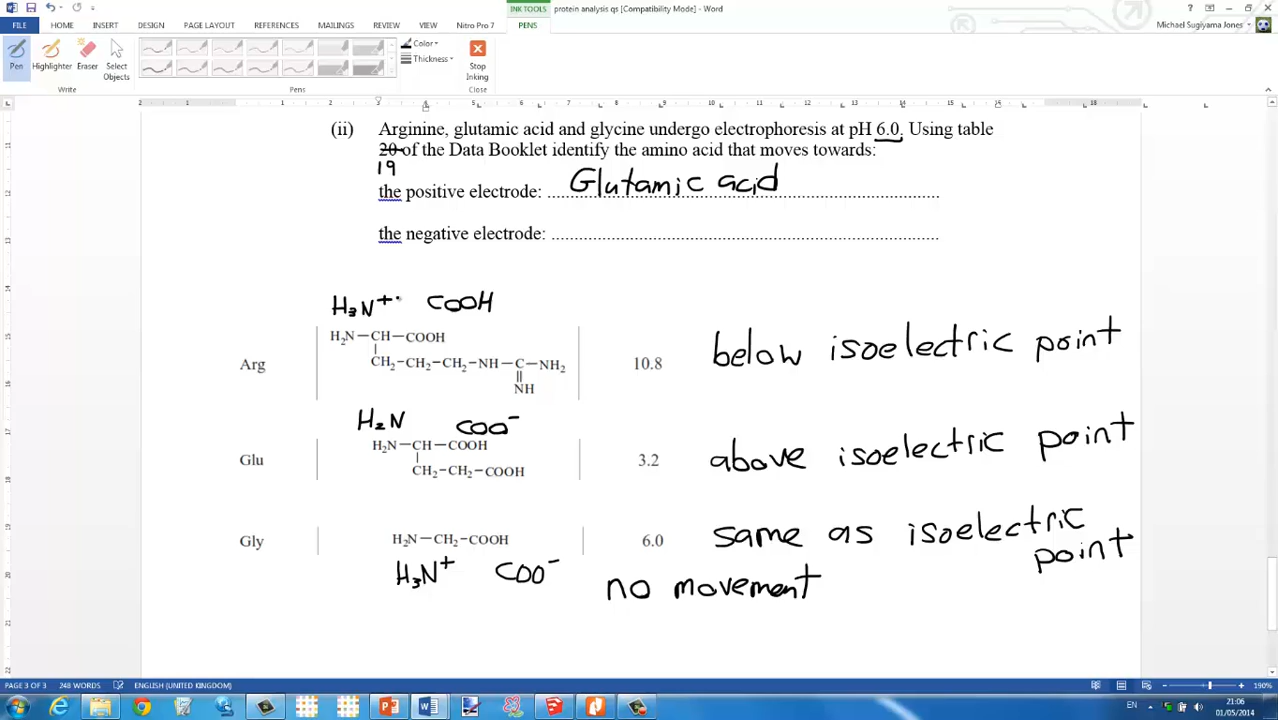 INK TOOLS protein analysis qs [Compatibility Mode] - Word
FILE HOME INSERT DESIGN PAGE LAYOUT REFERENCES MAILINGS REVIEW VIEW Nitro Pro 7 PENS Michael Sugiyama Jones
Pen Highlighter Eraser Select Objects Color Thickness Stop Inking
Write Pens Close
(ii) Arginine, glutamic acid and glycine undergo electrophoresis at pH 6.0. Using table
20 of the Data Booklet identify the amino acid that moves towards:
19
the positive electrode: Glutamic acid
the negative electrode:
H₃N⁺ COOH
H₂N−CH−COOH
Arg CH₂−CH₂−CH₂−NH−C−NH₂ 10.8 below isoelectric point
NH
H₂N COO⁻
H₂N−CH−COOH
Glu 3.2 above isoelectric point
CH₂−CH₂−COOH
Gly H₂N−CH₂−COOH 6.0 same as isoelectric
point
H₃N⁺ COO⁻ no movement
PAGE 3 OF 3 248 WORDS ENGLISH (UNITED KINGDOM) 190%
EN 21:06
01/05/2014